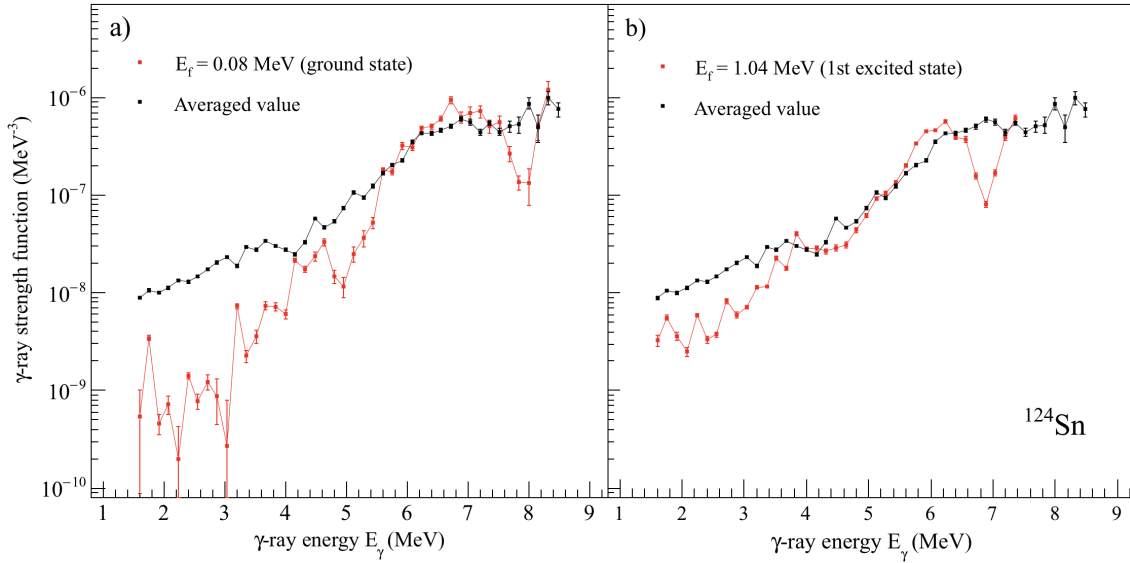 a)
E_f = 0.08 MeV (ground state)
Averaged value
b)
E_f = 1.04 MeV (1st excited state)
Averaged value
¹²⁴Sn
γ-ray strength function (MeV⁻³)
10⁻⁶
10⁻⁷
10⁻⁸
10⁻⁹
10⁻¹⁰
1 2 3 4 5 6 7 8 9
1 2 3 4 5 6 7 8 9
γ-ray energy E_γ (MeV)
γ-ray energy E_γ (MeV)